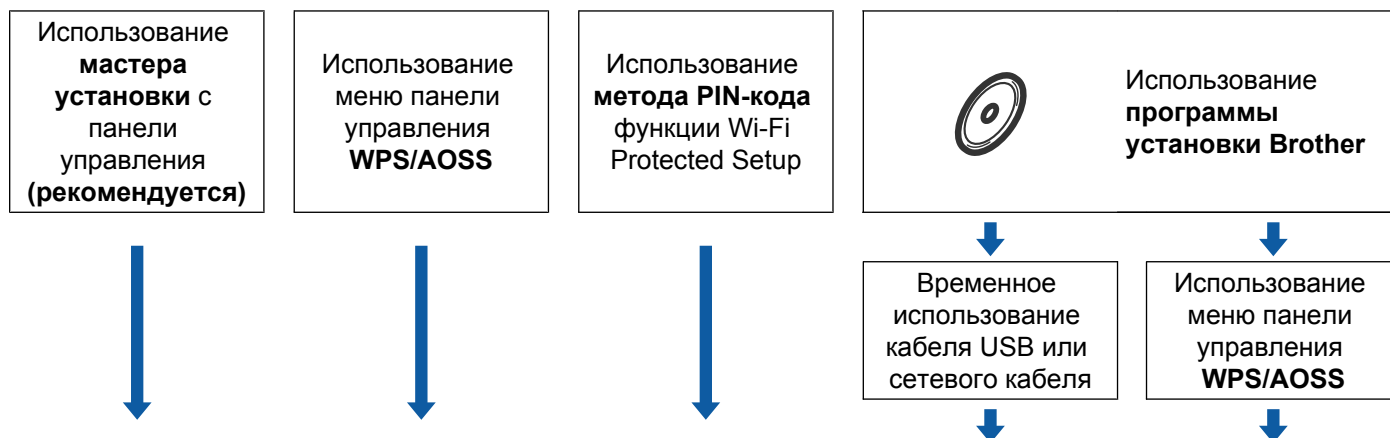 Использование
мастера
установки с
панели
управления
(рекомендуется)
Использование
меню панели
управления
WPS/AOSS
Использование
метода PIN-кода
функции Wi-Fi
Protected Setup
Использование
программы
установки Brother
Временное
использование
кабеля USB или
сетевого кабеля
Использование
меню панели
управления
WPS/AOSS